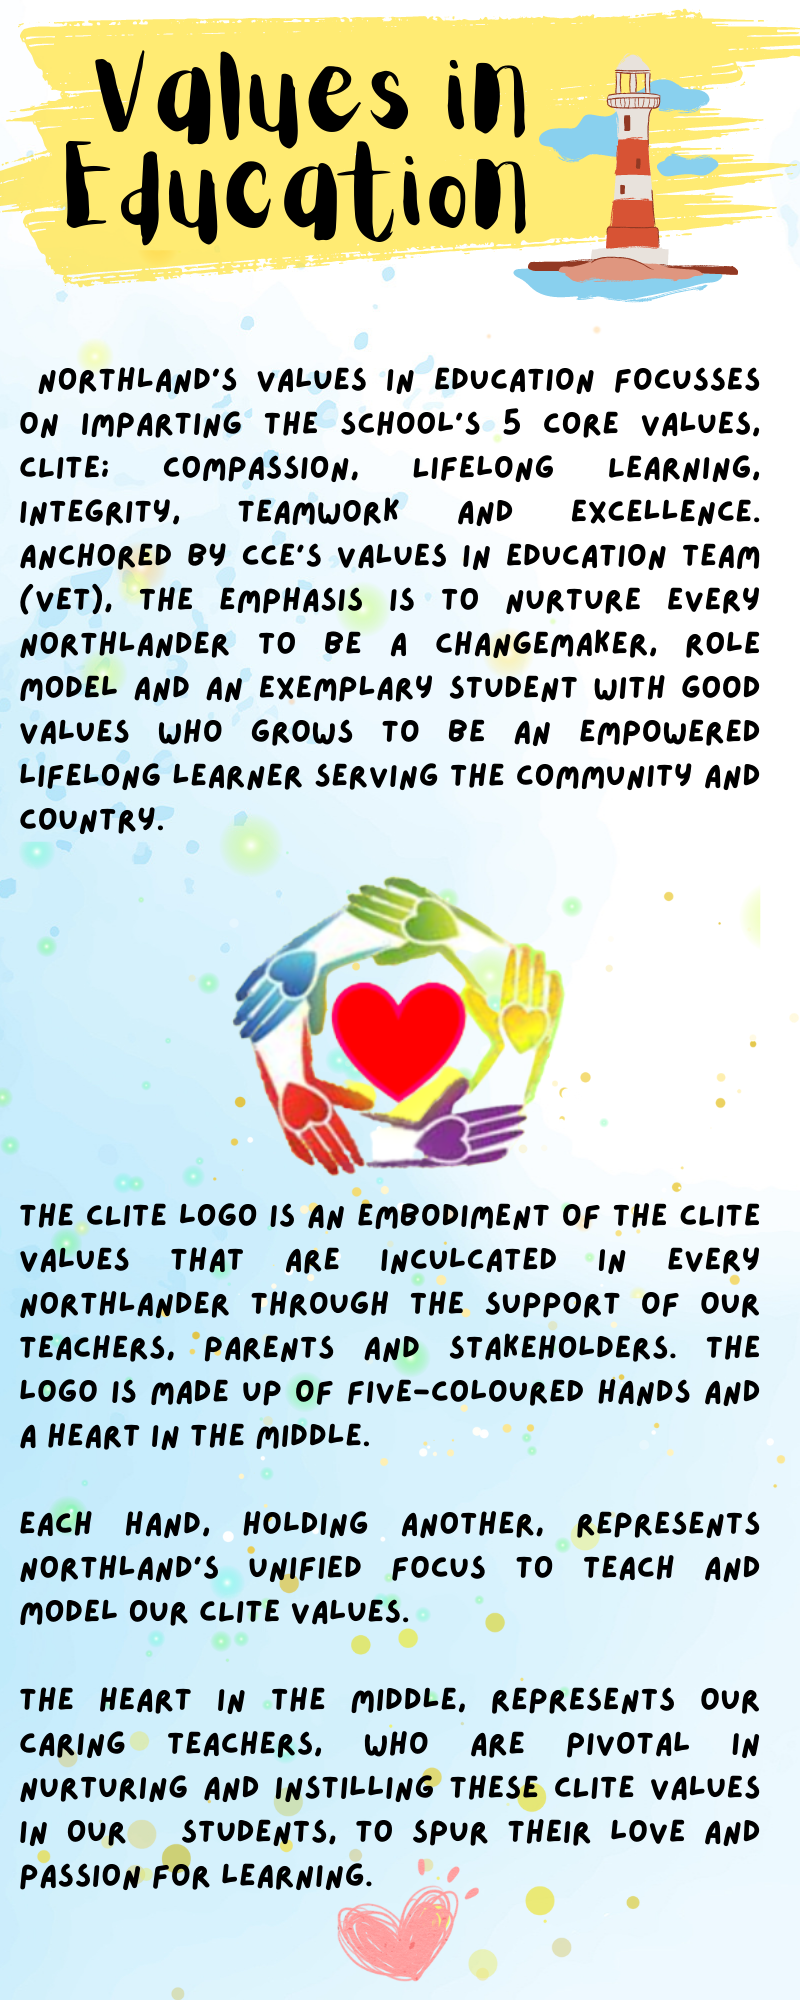 Values in
Education
NORTHLAND'S VALUES IN EDUCATION FOCUSSES
ON IMPARTING THE SCHOOL'S 5 CORE VALUES,
CLITE: COMPASSION, LIFELONG LEARNING,
INTEGRITY, TEAMWORK AND EXCELLENCE.
ANCHORED BY CCE'S VALUES IN EDUCATION TEAM
(VET), THE EMPHASIS IS TO NURTURE EVERY
NORTHLANDER TO BE A CHANGEMAKER, ROLE
MODEL AND AN EXEMPLARY STUDENT WITH GOOD
VALUES WHO GROWS TO BE AN EMPOWERED
LIFELONG LEARNER SERVING THE COMMUNITY AND
COUNTRY.
THE CLITE LOGO IS AN EMBODIMENT OF THE CLITE
VALUES THAT ARE INCULCATED IN EVERY
NORTHLANDER THROUGH THE SUPPORT OF OUR
TEACHERS, PARENTS AND STAKEHOLDERS. THE
LOGO IS MADE UP OF FIVE-COLOURED HANDS AND
A HEART IN THE MIDDLE.
EACH HAND, HOLDING ANOTHER, REPRESENTS
NORTHLAND'S UNIFIED FOCUS TO TEACH AND
MODEL OUR CLITE VALUES.
THE HEART IN THE MIDDLE, REPRESENTS OUR
CARING TEACHERS, WHO ARE PIVOTAL IN
NURTURING AND INSTILLING THESE CLITE VALUES
IN OUR STUDENTS, TO SPUR THEIR LOVE AND
PASSION FOR LEARNING.